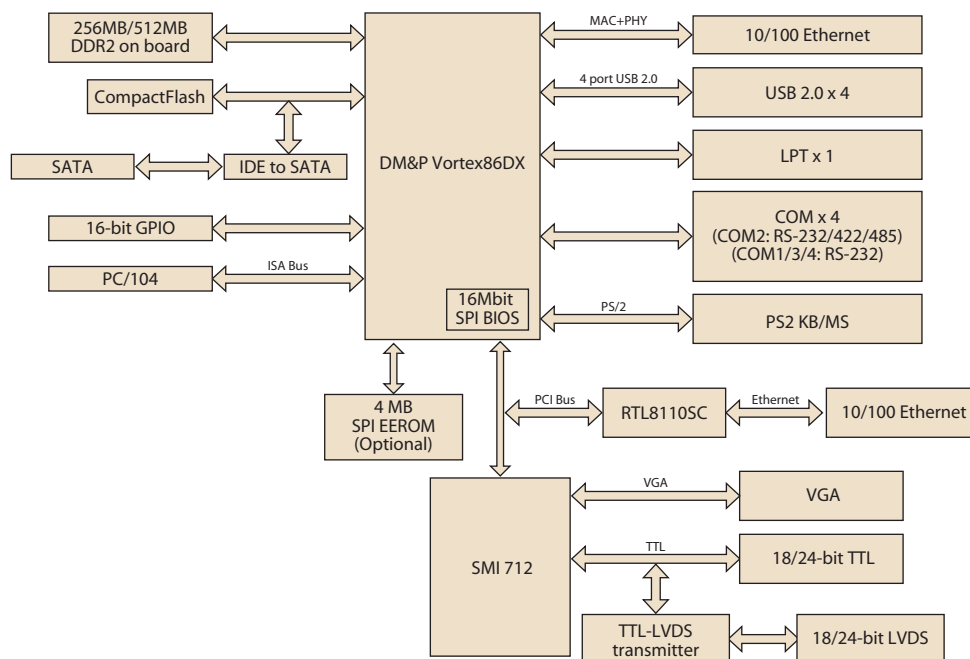 256MB/512MB
DDR2 on board
MAC+PHY
10/100 Ethernet
CompactFlash
4 port USB 2.0
USB 2.0 x 4
DM&P Vortex86DX
LPT x 1
SATA
IDE to SATA
16-bit GPIO
COM x 4
(COM2: RS-232/422/485)
(COM1/3/4: RS-232)
PC/104
ISA Bus
16Mbit
SPI BIOS
PS/2
PS2 KB/MS
4 MB
SPI EEROM
(Optional)
PCI Bus
RTL8110SC
Ethernet
10/100 Ethernet
SMI 712
VGA
VGA
TTL
18/24-bit TTL
TTL-LVDS
transmitter
18/24-bit LVDS